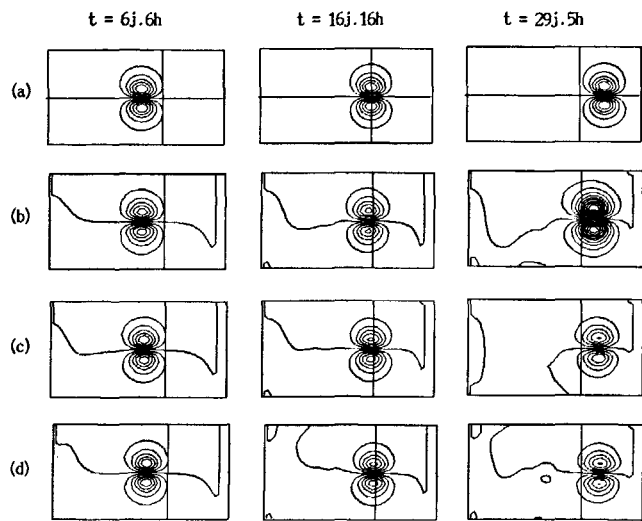 t = 6j.6h t = 16j.16h t = 29j.5h
(a)
(b)
(c)
(d)